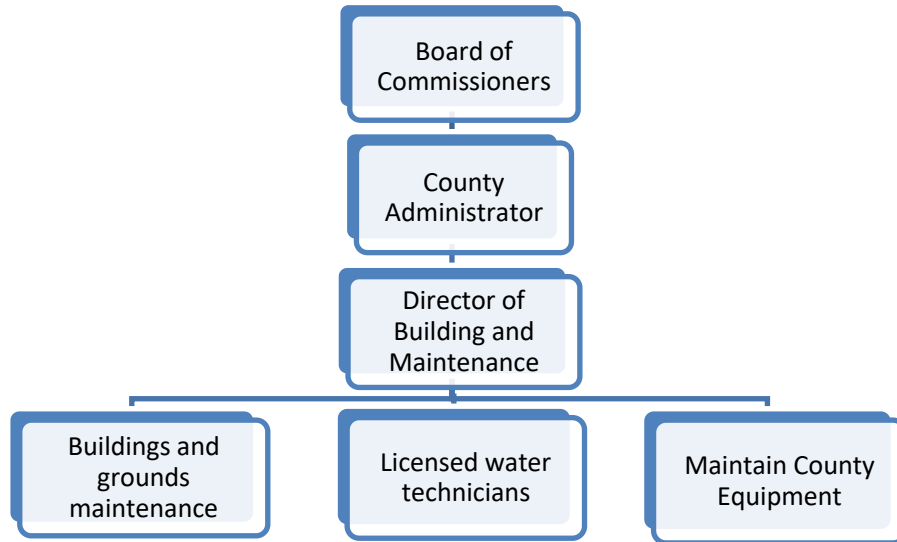 Board of
Commissioners
County
Administrator
Director of
Building and
Maintenance
Buildings and
grounds
maintenance
Licensed water
technicians
Maintain County
Equipment